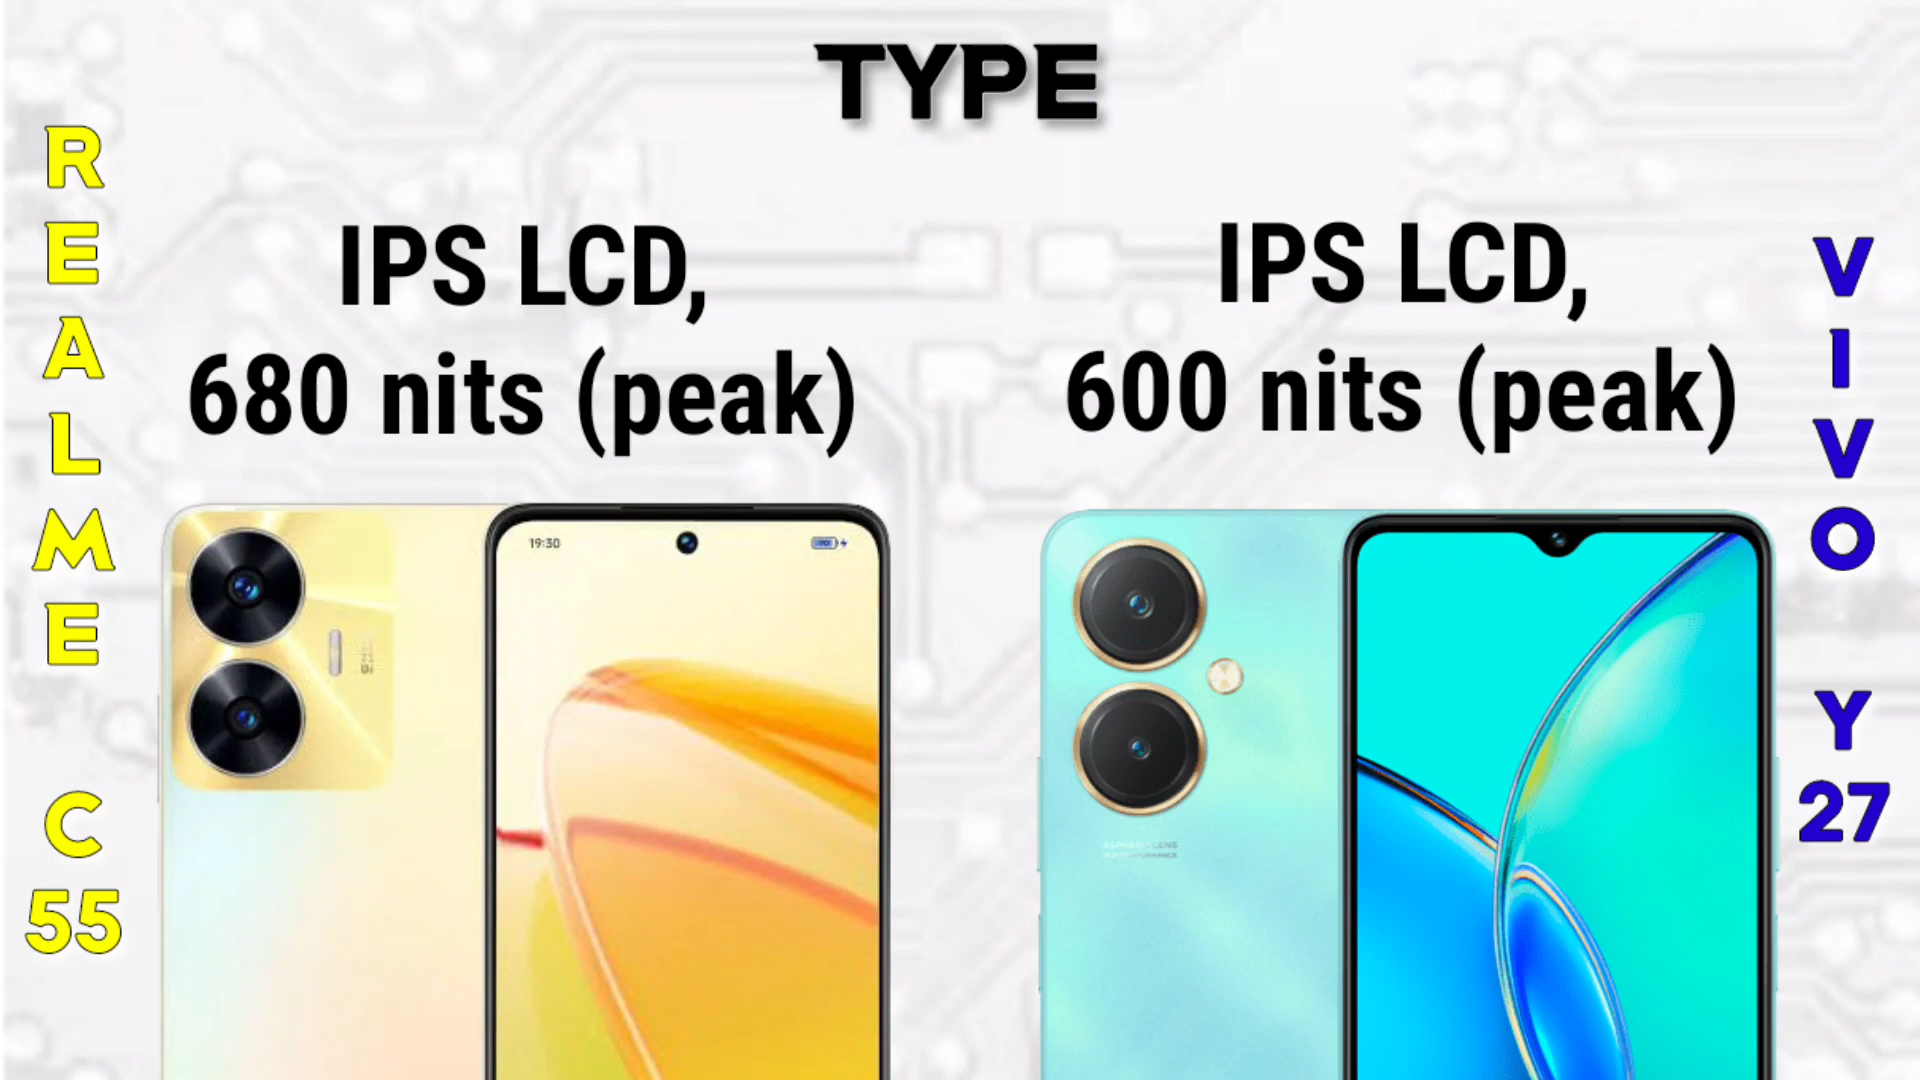 TYPE
REALME C 55
IPS LCD,
680 nits (peak)
19:30
IPS LCD,
600 nits (peak)
VIVO Y 27